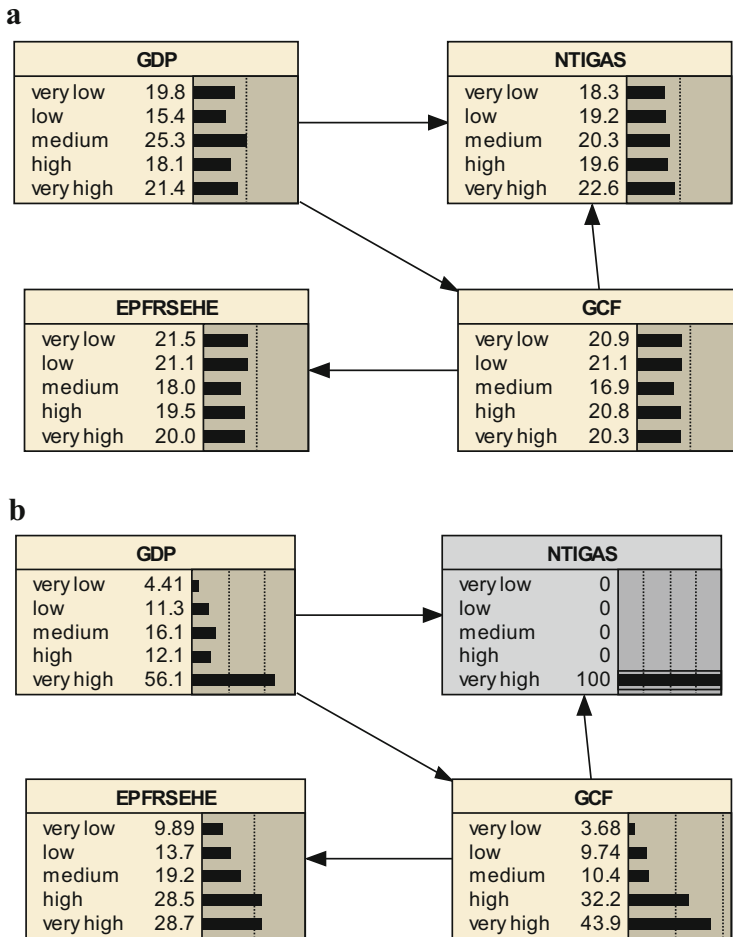 a
GDP
very low 19.8
low 15.4
medium 25.3
high 18.1
very high 21.4
NTIGAS
very low 18.3
low 19.2
medium 20.3
high 19.6
very high 22.6
EPFRSEHE
very low 21.5
low 21.1
medium 18.0
high 19.5
very high 20.0
GCF
very low 20.9
low 21.1
medium 16.9
high 20.8
very high 20.3
b
GDP
very low 4.41
low 11.3
medium 16.1
high 12.1
very high 56.1
NTIGAS
very low 0
low 0
medium 0
high 0
very high 100
EPFRSEHE
very low 9.89
low 13.7
medium 19.2
high 28.5
very high 28.7
GCF
very low 3.68
low 9.74
medium 10.4
high 32.2
very high 43.9